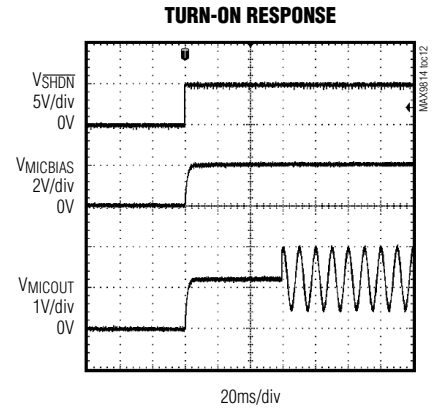 TURN-ON RESPONSE
VSHDN
5V/div
0V
VMICBIAS
2V/div
0V
VMICOUT
1V/div
0V
20ms/div
MAX9814 toc12
T